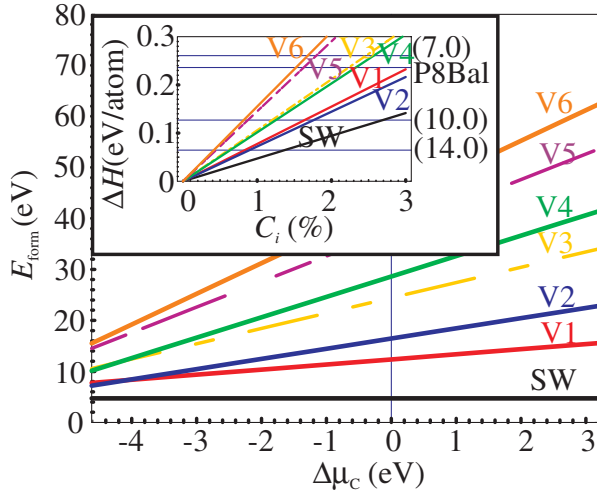 80
70
60
50
40
30
20
10
0
E_form (eV)
-4 -3 -2 -1 0 1 2 3
Δμ_C (eV)
V6
V5
V4
V3
V2
V1
SW
0.3
0.2
0.1
0
ΔH(eV/atom)
0 1 2 3
C_i (%)
V6
V5
V3
V4
V1
V2
SW
(7.0)
P8Bal
(10.0)
(14.0)